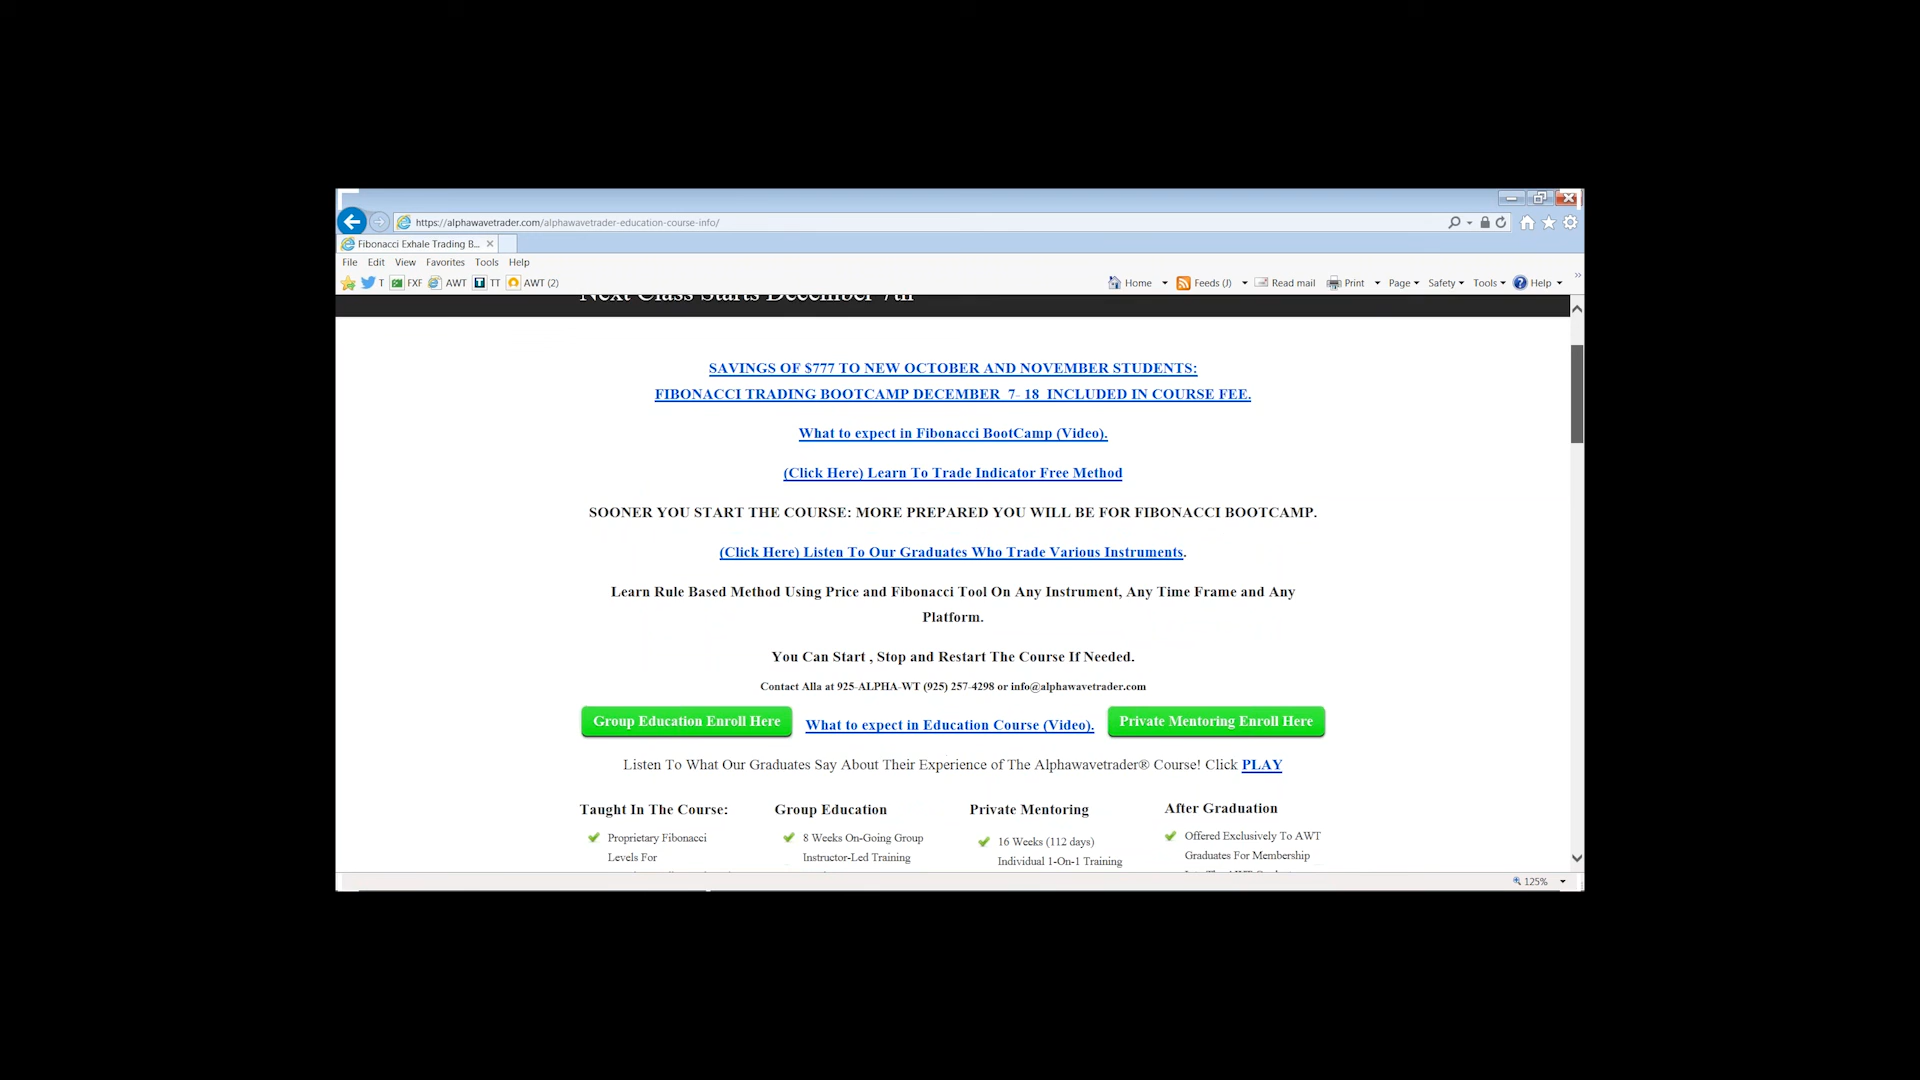 https://alphawavetrader.com/alphawavetrader-education-course-info/
Fibonacci Exhale Trading B...
File Edit View Favorites Tools Help
T FXF AWT TT AWT (2) Home Feeds (J) Read mail Print Page Safety Tools Help
Next Class Starts December 7th
SAVINGS OF $777 TO NEW OCTOBER AND NOVEMBER STUDENTS:
FIBONACCI TRADING BOOTCAMP DECEMBER 7- 18 INCLUDED IN COURSE FEE.
What to expect in Fibonacci BootCamp (Video).
(Click Here) Learn To Trade Indicator Free Method
SOONER YOU START THE COURSE: MORE PREPARED YOU WILL BE FOR FIBONACCI BOOTCAMP.
(Click Here) Listen To Our Graduates Who Trade Various Instruments.
Learn Rule Based Method Using Price and Fibonacci Tool On Any Instrument, Any Time Frame and Any
Platform.
You Can Start , Stop and Restart The Course If Needed.
Contact Alla at 925-ALPHA-WT (925) 257-4298 or info@alphawavetrader.com
Group Education Enroll Here What to expect in Education Course (Video). Private Mentoring Enroll Here
Listen To What Our Graduates Say About Their Experience of The Alphawavetrader® Course! Click PLAY
Taught In The Course:
Proprietary Fibonacci
Levels For
Group Education
8 Weeks On-Going Group
Instructor-Led Training
Private Mentoring
16 Weeks (112 days)
Individual 1-On-1 Training
After Graduation
Offered Exclusively To AWT
Graduates For Membership
125%